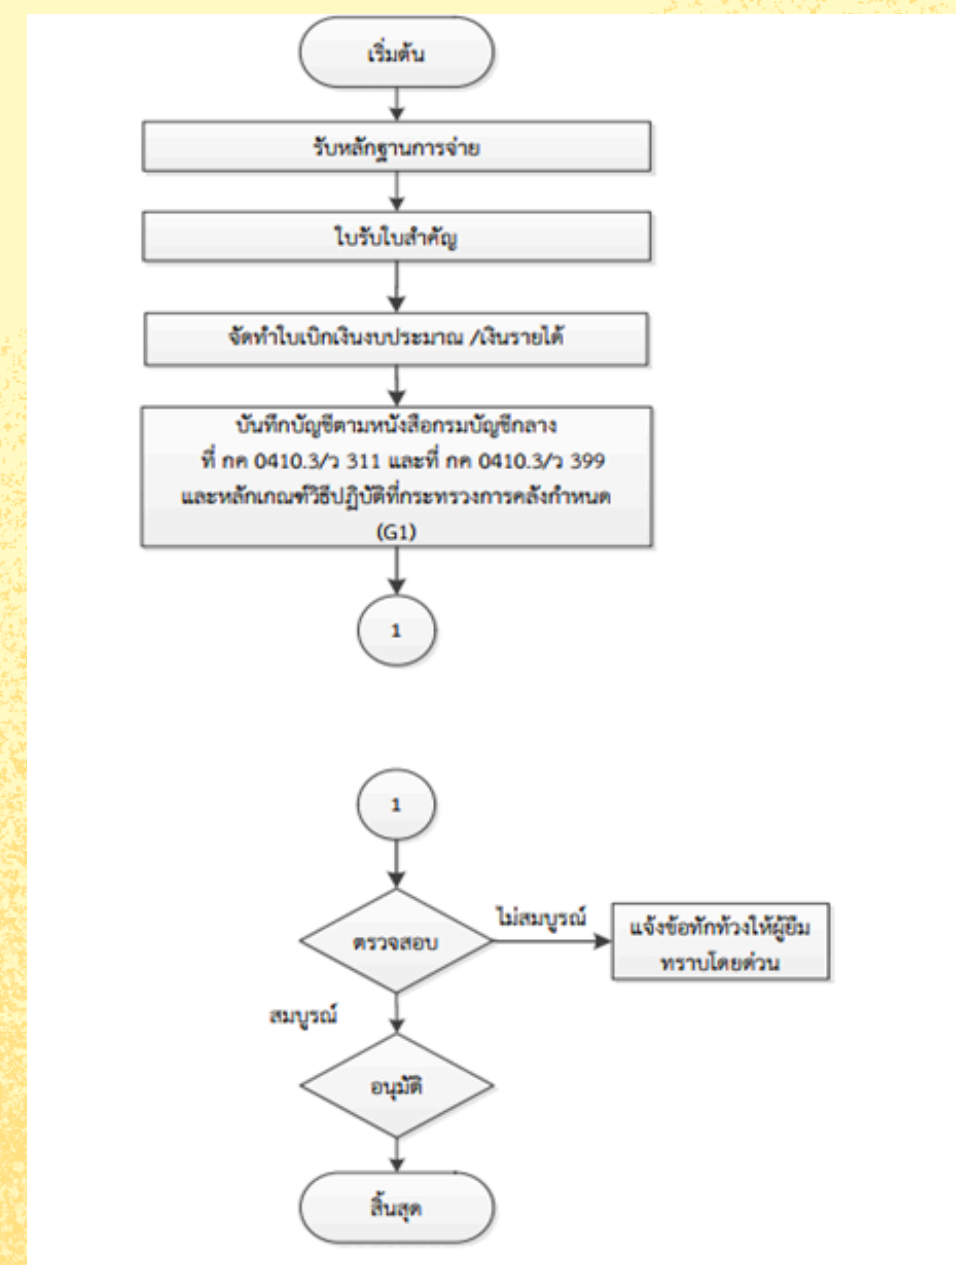 เริ่มต้น
รับหลักฐานการจ่าย
ใบรับใบสำคัญ
จัดทำใบเบิกเงินงบประมาณ /เงินรายได้
บันทึกบัญชีตามหนังสือกรมบัญชีกลาง
ที่ กค 0410.3/ว 311 และที่ กค 0410.3/ว 399
และหลักเกณฑ์วิธีปฏิบัติที่กระทรวงการคลังกำหนด
(G1)
1
1
ตรวจสอบ
ไม่สมบูรณ์
แจ้งข้อทักท้วงให้ผู้ยืม
ทราบโดยด่วน
สมบูรณ์
อนุมัติ
สิ้นสุด